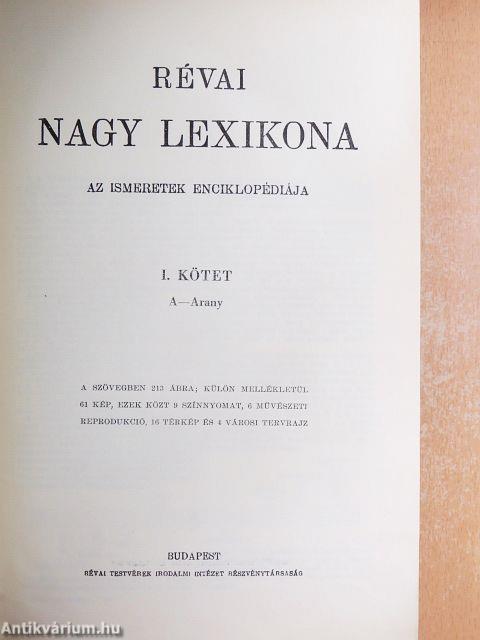 RÉVAI
NAGY LEXIKONA
AZ ISMERETEK ENCIKLOPÉDIÁJA
I. KÖTET
A—Arany
A SZÖVEGBEN 213 ÁBRA; KÜLÖN MELLÉKLETÜL
61 KÉP, EZEK KÖZT 9 SZÍNNYOMAT, 6 MŰVÉSZETI
REPRODUKCIÓ, 16 TÉRKÉP ÉS 4 VÁROSI TERVRAJZ
BUDAPEST
RÉVAI TESTVÉREK IRODALMI INTÉZET RÉSZVÉNYTÁRSASÁG
Antikvárium.hu